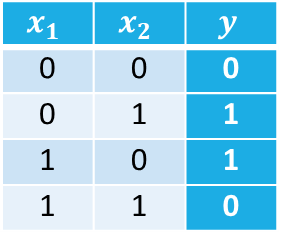 x₁ x₂ y
0 0 0
0 1 1
1 0 1
1 1 0